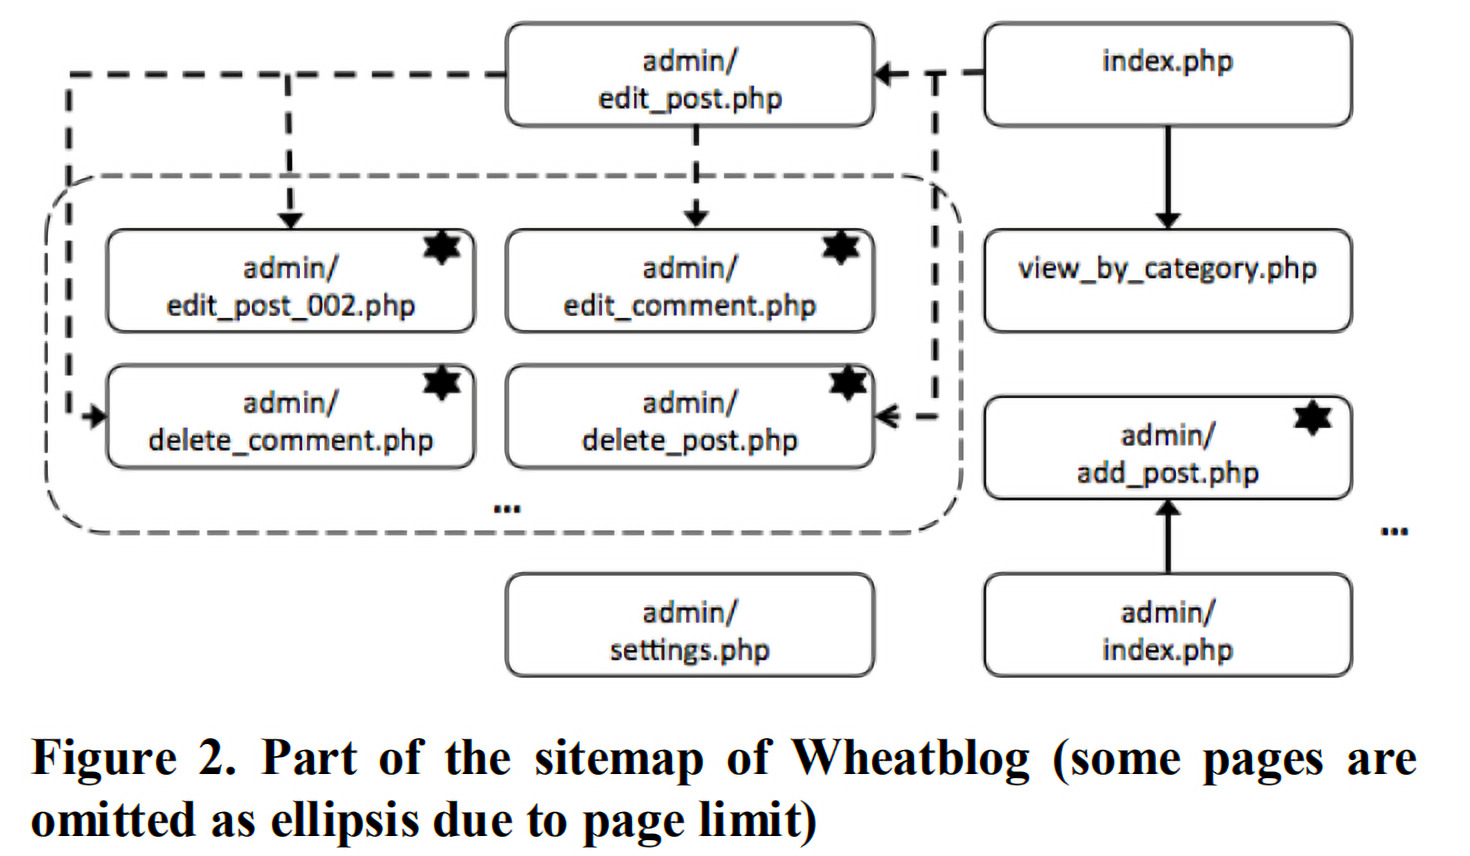 admin/
edit_post.php
index.php
admin/
edit_post_002.php
admin/
edit_comment.php
view_by_category.php
admin/
delete_comment.php
admin/
delete_post.php
admin/
add_post.php
...
...
admin/
settings.php
admin/
index.php
Figure 2. Part of the sitemap of Wheatblog (some pages are
omitted as ellipsis due to page limit)